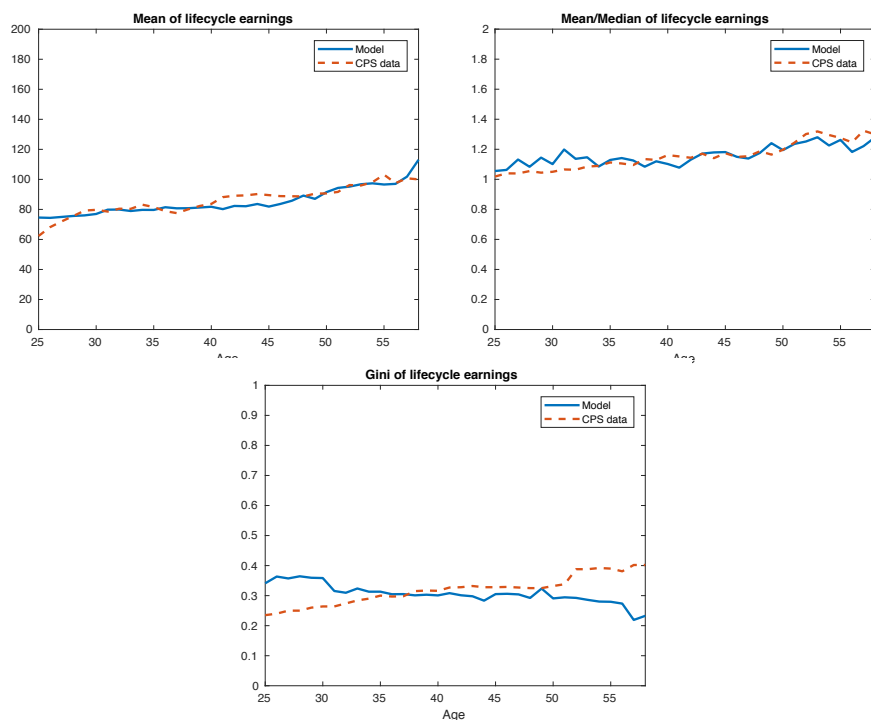 Mean of lifecycle earnings
200
180
160
140
120
100
80
60
40
20
0
Model
CPS data
25 30 35 40 45 50 55
Age
Mean/Median of lifecycle earnings
2
1.8
1.6
1.4
1.2
1
0.8
0.6
0.4
0.2
0
Model
CPS data
25 30 35 40 45 50 55
Age
Gini of lifecycle earnings
1
0.9
0.8
0.7
0.6
0.5
0.4
0.3
0.2
0.1
0
Model
CPS data
25 30 35 40 45 50 55
Age